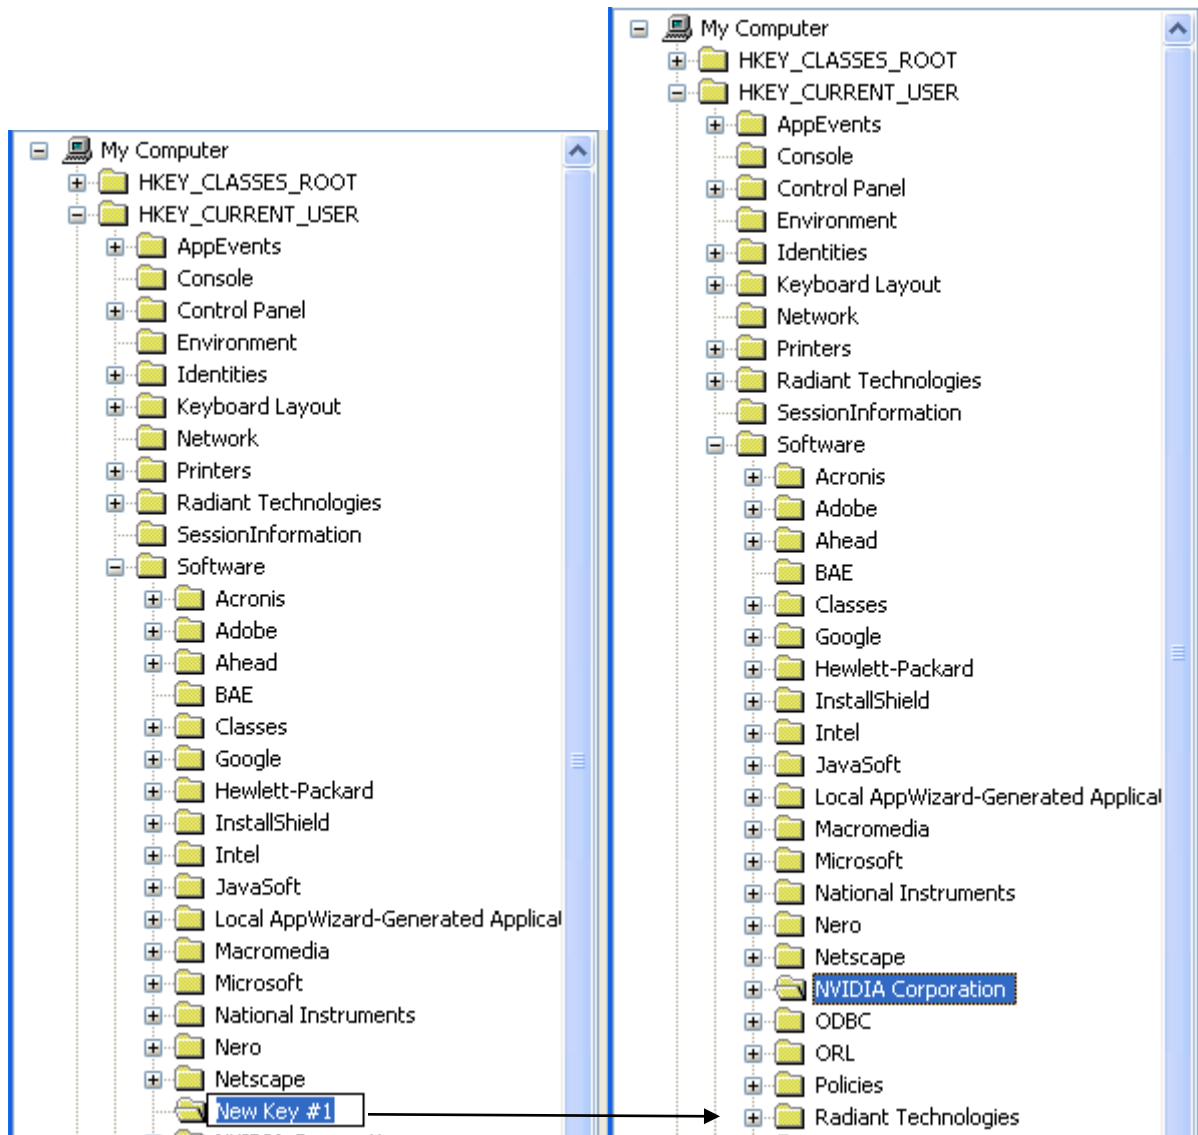 My Computer
HKEY_CLASSES_ROOT
HKEY_CURRENT_USER
AppEvents
Console
Control Panel
Environment
Identities
Keyboard Layout
Network
Printers
Radiant Technologies
SessionInformation
Software
Acronis
Adobe
Ahead
BAE
Classes
Google
Hewlett-Packard
InstallShield
Intel
JavaSoft
Local AppWizard-Generated Applica
Macromedia
Microsoft
National Instruments
Nero
Netscape
New Key #1
My Computer
HKEY_CLASSES_ROOT
HKEY_CURRENT_USER
AppEvents
Console
Control Panel
Environment
Identities
Keyboard Layout
Network
Printers
Radiant Technologies
SessionInformation
Software
Acronis
Adobe
Ahead
BAE
Classes
Google
Hewlett-Packard
InstallShield
Intel
JavaSoft
Local AppWizard-Generated Applica
Macromedia
Microsoft
National Instruments
Nero
Netscape
NVIDIA Corporation
ODBC
ORL
Policies
Radiant Technologies